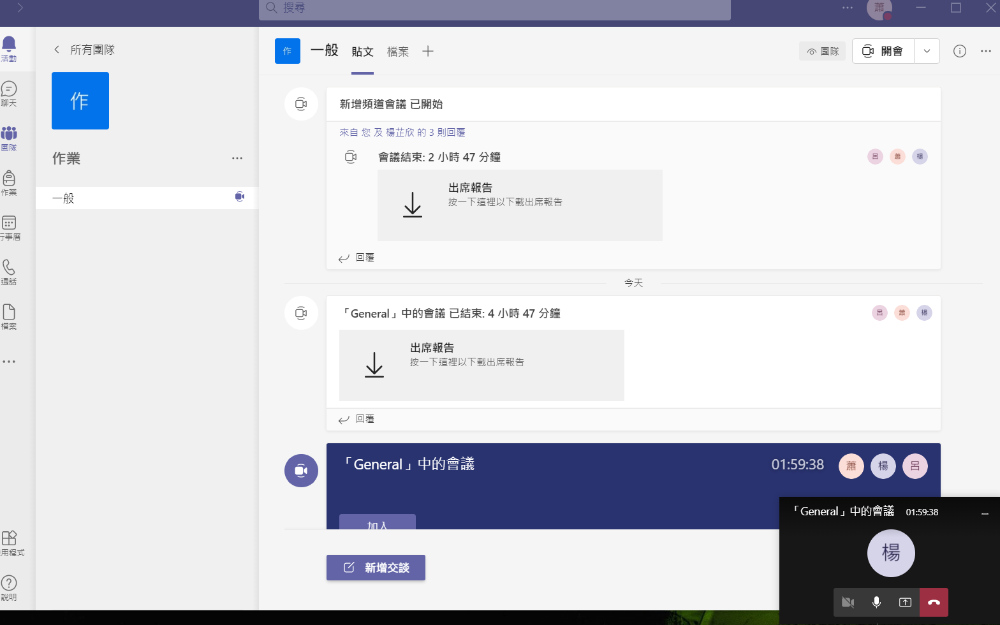 搜尋
蕭
活動
聊天
團隊
作業
行事曆
通話
檔案
用程式
說明
所有團隊
作
作業
一般
作
一般
貼文
檔案
團隊
開會
新增頻道會議 已開始
來自 您 及 楊芷欣 的 3 則回覆
會議結束: 2 小時 47 分鐘
呂 蕭 楊
出席報告
按一下這裡以下載出席報告
回覆
今天
「General」中的會議 已結束: 4 小時 47 分鐘
呂 蕭 楊
出席報告
按一下這裡以下載出席報告
回覆
「General」中的會議
01:59:38
蕭 楊 呂
加入
新增交談
「General」中的會議 01:59:38
楊